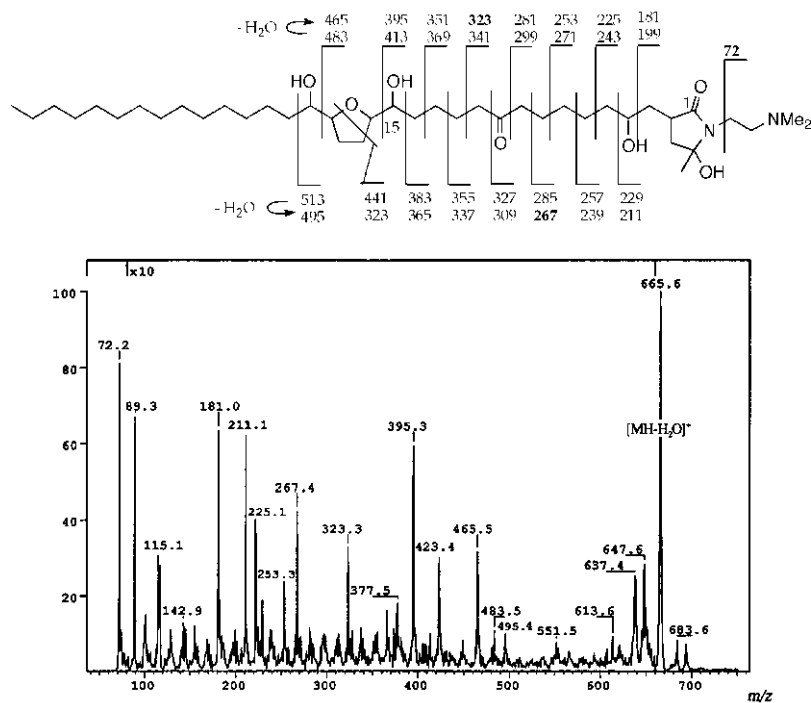 - H₂O 465 395 351 323 281 253 225 181
483 413 369 341 299 271 243 199
72
HO O OH O 1
15 N NMe₂
O OH OH
513 441 383 355 327 285 257 229
- H₂O 495 323 365 337 309 267 239 211
x10
100
80
60
40
20
72.2
89.3
115.1
142.9
181.0
211.1
225.1
253.3
267.4
323.3
377.5
395.3
423.4
465.5
483.5
495.4
551.5
613.6
637.4
647.6
665.6
[MH-H₂O]⁺
683.6
100 200 300 400 500 600 700
m/z